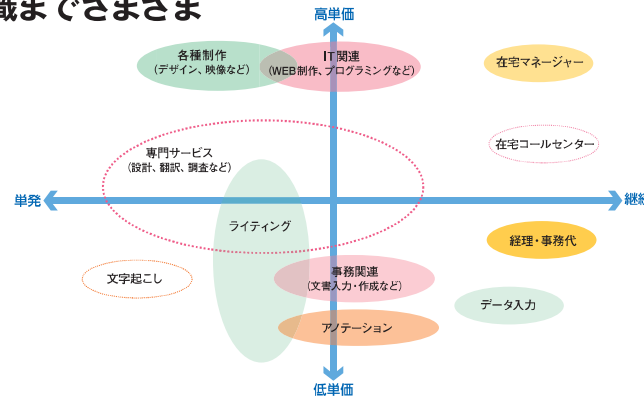 職までさまざま
高単価
各種制作
(デザイン、映像など)
IT関連
(WEB制作、プログラミングなど)
在宅マネージャー
専門サービス
(設計、翻訳、調査など)
在宅コールセンター
単発
継続
ライティング
経理・事務代
文字起こし
事務関連
(文書入力・作成など)
データ入力
アノテーション
低単価